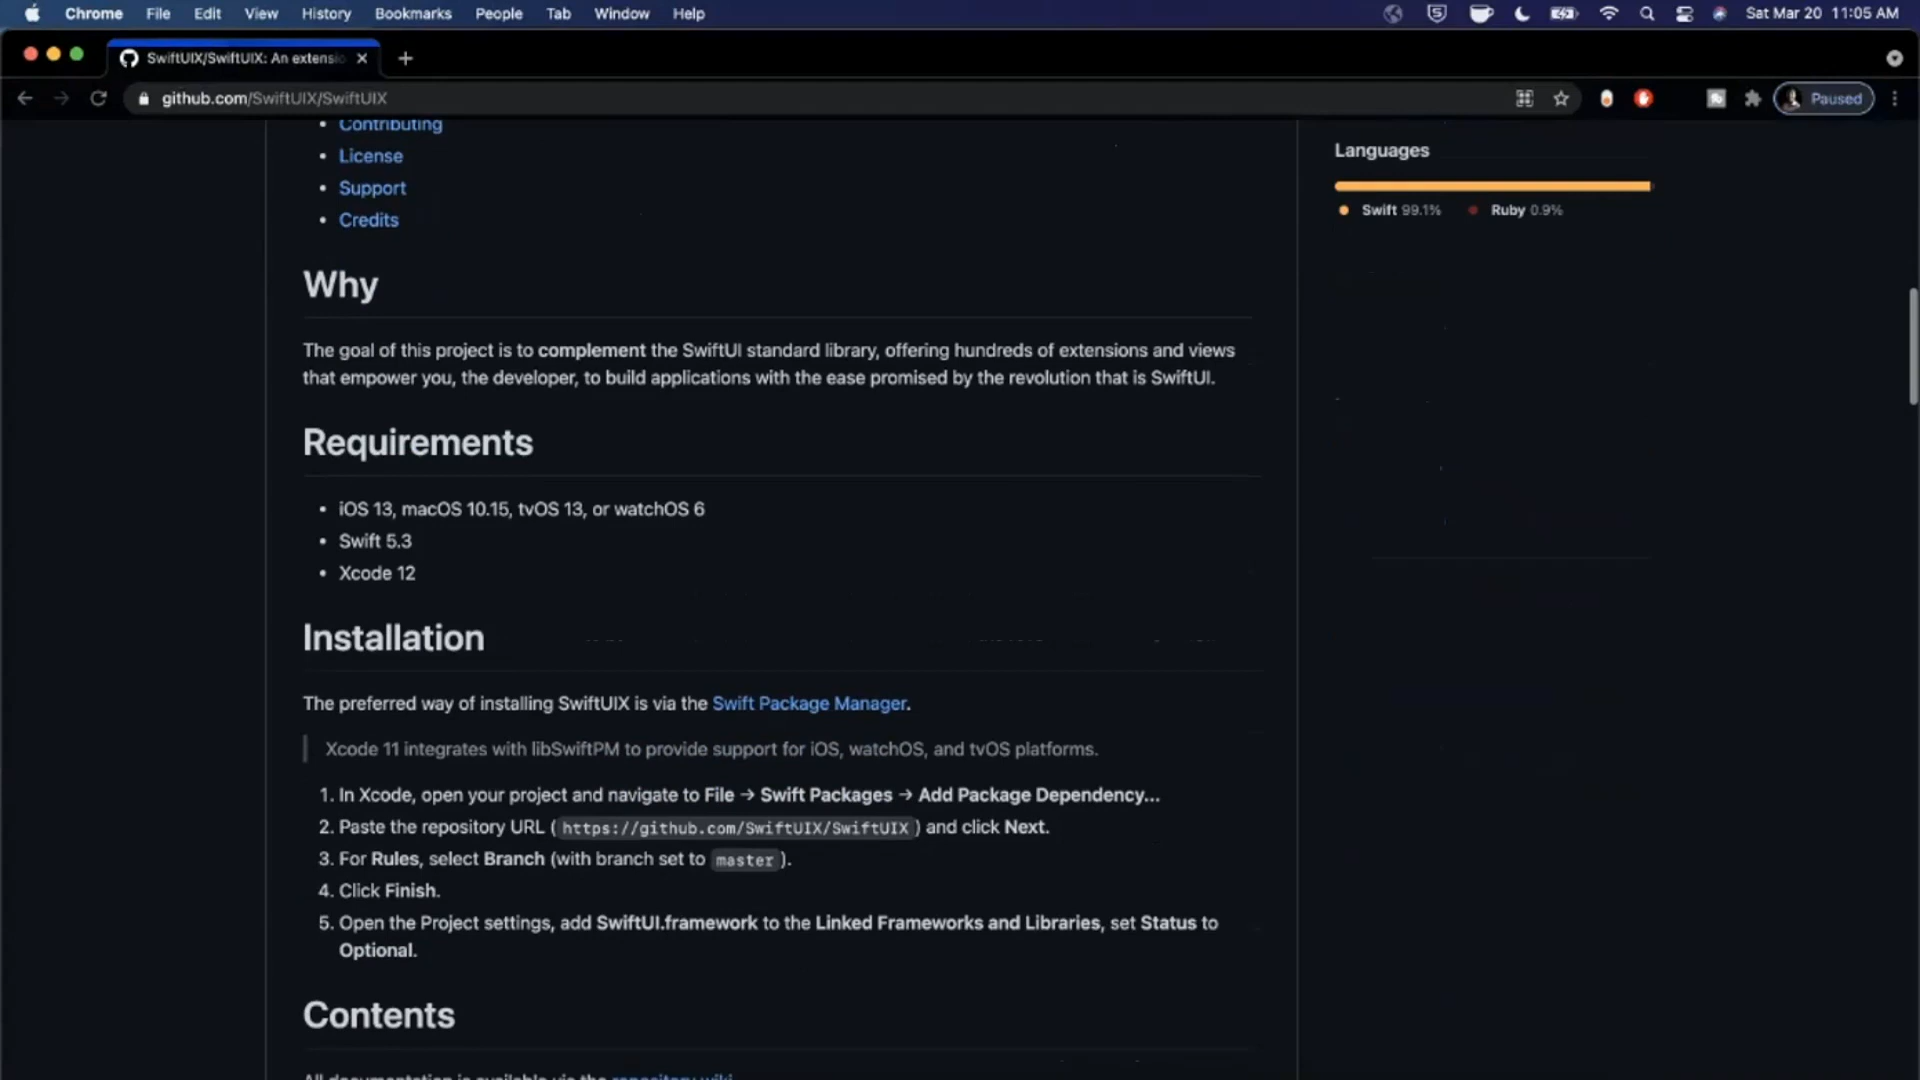 Chrome File Edit View History Bookmarks People Tab Window Help Sat Mar 20 11:05 AM
SwiftUIX/SwiftUIX: An extensio
github.com/SwiftUIX/SwiftUIX Paused
Contributing
License
Support
Credits
Languages
Swift 99.1% Ruby 0.9%
Why
The goal of this project is to complement the SwiftUI standard library, offering hundreds of extensions and views
that empower you, the developer, to build applications with the ease promised by the revolution that is SwiftUI.
Requirements
iOS 13, macOS 10.15, tvOS 13, or watchOS 6
Swift 5.3
Xcode 12
Installation
The preferred way of installing SwiftUIX is via the Swift Package Manager.
Xcode 11 integrates with libSwiftPM to provide support for iOS, watchOS, and tvOS platforms.
1. In Xcode, open your project and navigate to File → Swift Packages → Add Package Dependency...
2. Paste the repository URL ( https://github.com/SwiftUIX/SwiftUIX ) and click Next.
3. For Rules, select Branch (with branch set to master ).
4. Click Finish.
5. Open the Project settings, add SwiftUI.framework to the Linked Frameworks and Libraries, set Status to
Optional.
Contents
All documentation is available via the repository wiki